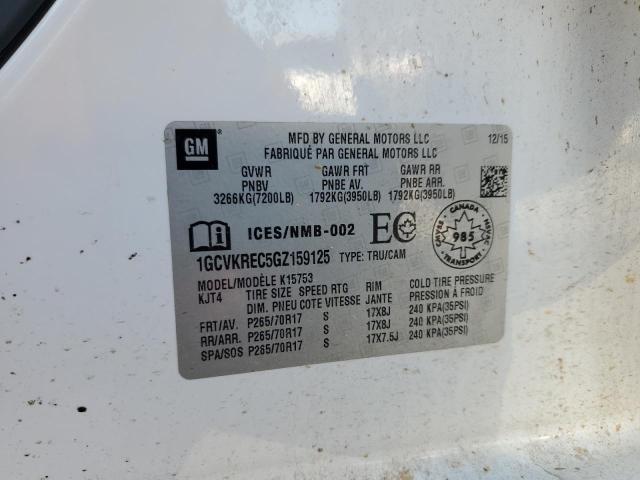 GM
®
MFD BY GENERAL MOTORS LLC 12/15
FABRIQUÉ PAR GENERAL MOTORS LLC
GVWR GAWR FRT GAWR RR
PNBV PNBE AV. PNBE ARR.
3266KG(7200LB) 1792KG(3950LB) 1792KG(3950LB)
ICES/NMB-002 EC
CANADA
985
CMVSS NSVAC
1GCVKREC5GZ159125 TYPE: TRU/CAM
MODEL/MODÈLE K15753
KJT4 TIRE SIZE SPEED RTG RIM COLD TIRE PRESSURE
DIM. PNEU COTE VITESSE JANTE PRESSION À FROID
FRT/AV. P265/70R17 S 17X8J 240 KPA(35PSI)
RR/ARR. P265/70R17 S 17X8J 240 KPA(35PSI)
SPA/SOS P265/70R17 S 17X7.5J 240 KPA(35PSI)